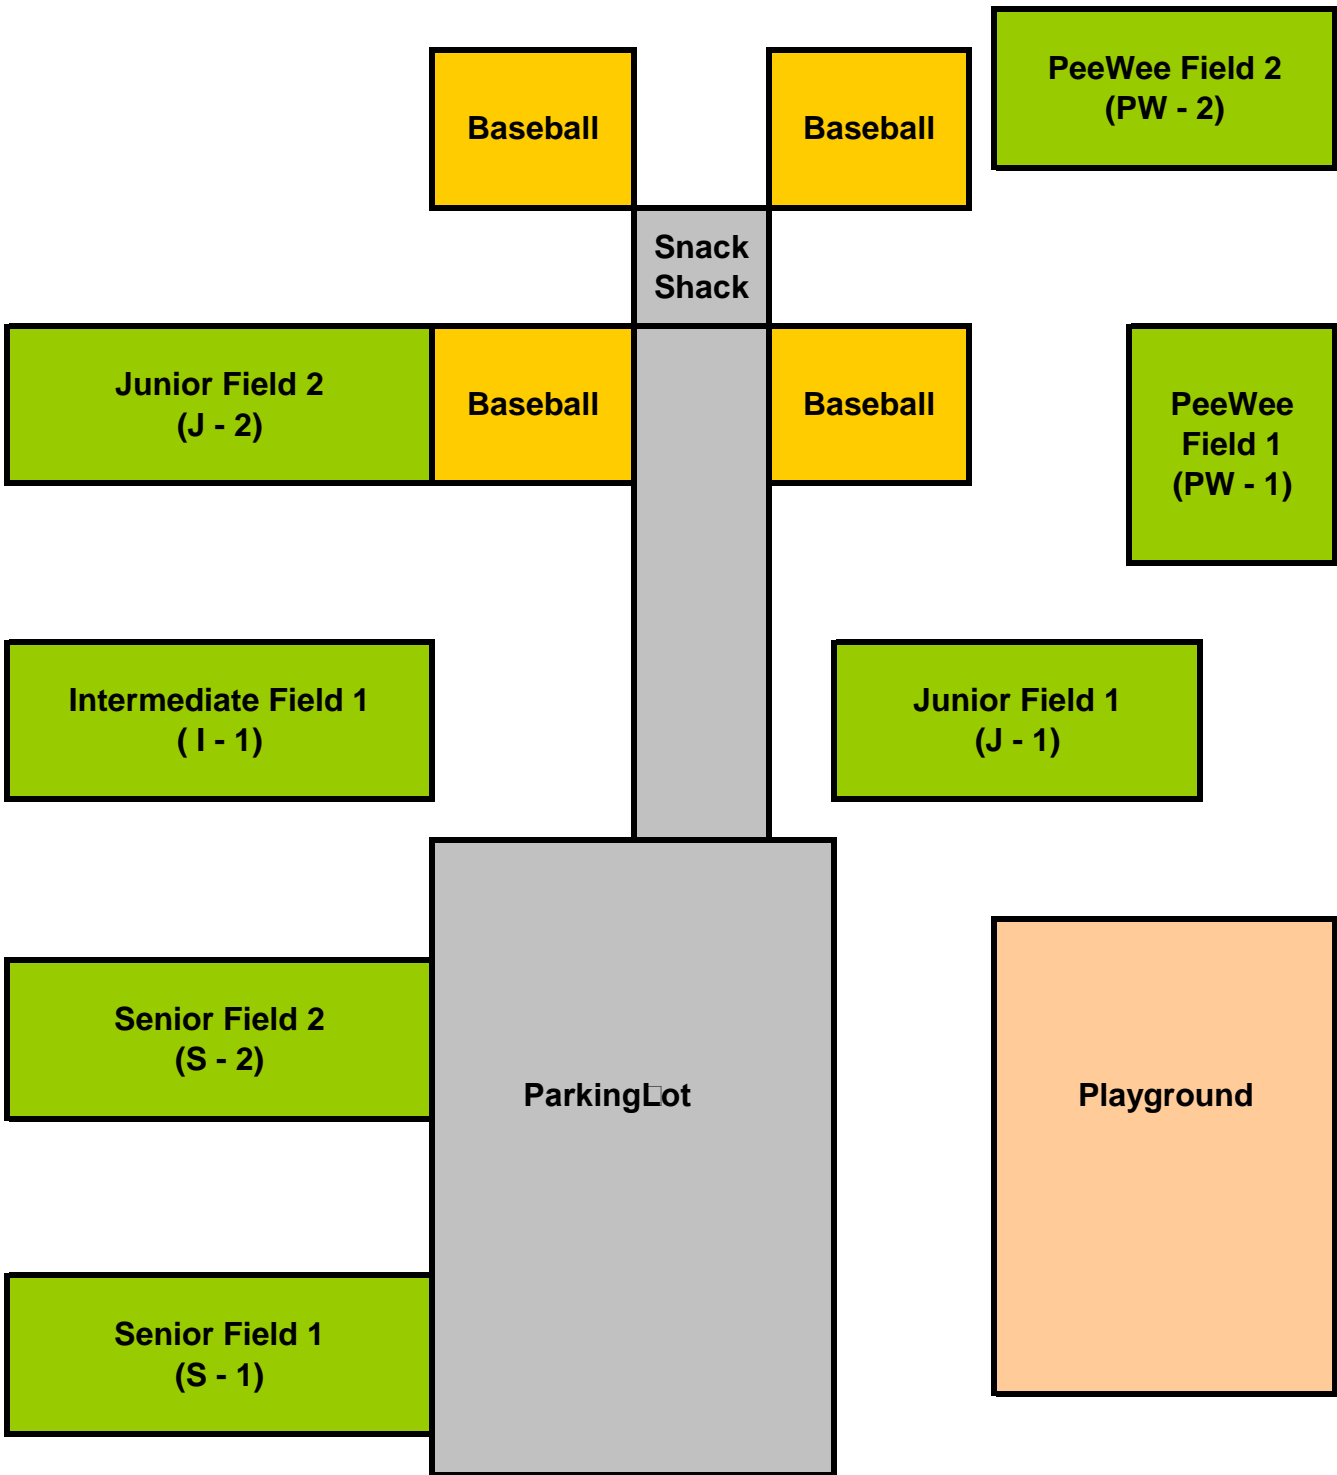 PeeWee Field 2
(PW - 2)
Baseball
Baseball
Snack
Shack
Junior Field 2
(J - 2)
Baseball
Baseball
PeeWee
Field 1
(PW - 1)
Intermediate Field 1
( I - 1)
Junior Field 1
(J - 1)
Senior Field 2
(S - 2)
ParkingLot
Playground
Senior Field 1
(S - 1)